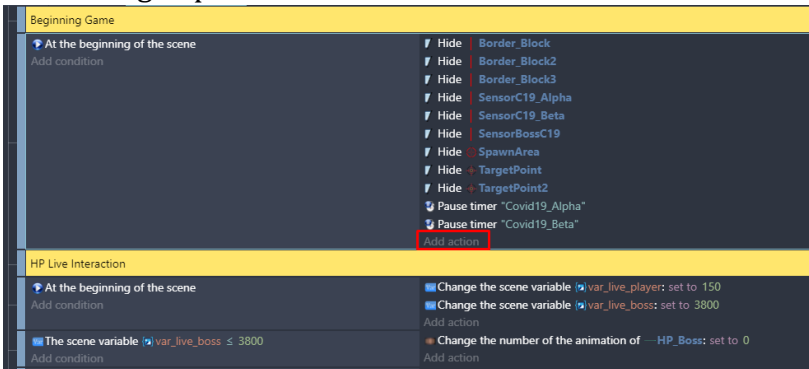 Beginning Game
At the beginning of the scene
Add condition
Hide Border_Block
Hide Border_Block2
Hide Border_Block3
Hide SensorC19_Alpha
Hide SensorC19_Beta
Hide SensorBossC19
Hide SpawnArea
Hide TargetPoint
Hide TargetPoint2
Pause timer "Covid19_Alpha"
Pause timer "Covid19_Beta"
Add action
HP Live Interaction
At the beginning of the scene
Add condition
Change the scene variable var_live_player: set to 150
Change the scene variable var_live_boss: set to 3800
Add action
The scene variable var_live_boss ≤ 3800
Add condition
Change the number of the animation of HP_Boss: set to 0
Add action